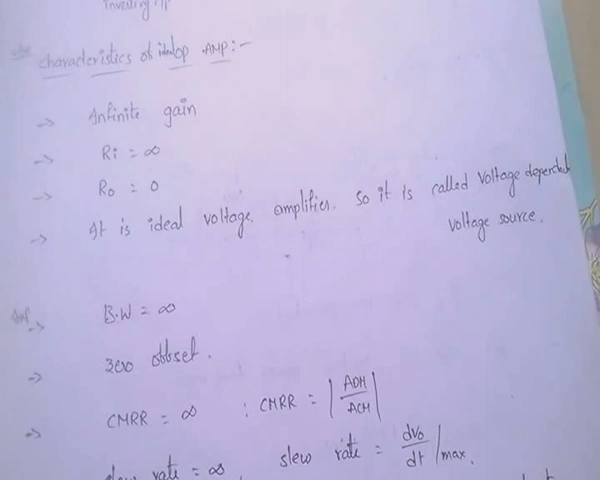 Investing I/P
characteristics of ideal OP AMP:-
-> Infinite gain
-> Ri = ∞
-> Ro = 0
-> It is ideal voltage amplifier. So it is called voltage dependent
voltage source.
-> B.W = ∞
-> zero offset.
-> CMRR = ∞ : CMRR = |ADM/ACM|
slew rate = ∞, slew rate = dVo/dt|max.